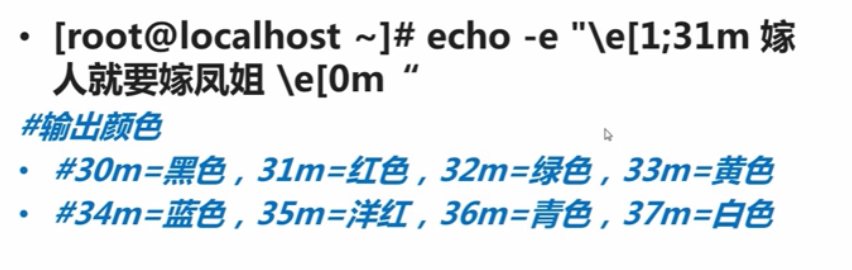 • [root@localhost ~]# echo -e "\e[1;31m 嫁
人就要嫁凤姐 \e[0m “
#输出颜色
• #30m=黑色，31m=红色，32m=绿色，33m=黄色
• #34m=蓝色，35m=洋红，36m=青色，37m=白色